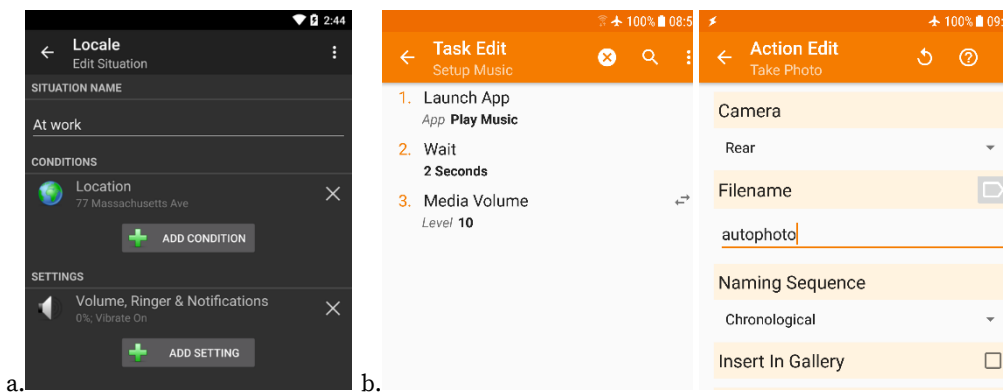 2:44
Locale
Edit Situation
SITUATION NAME
At work
CONDITIONS
Location
77 Massachusetts Ave
ADD CONDITION
SETTINGS
Volume, Ringer & Notifications
0%; Vibrate On
ADD SETTING
a.
100% 08:5
Task Edit
Setup Music
1. Launch App
App Play Music
2. Wait
2 Seconds
3. Media Volume
Level 10
b.
100% 09:
Action Edit
Take Photo
Camera
Rear
Filename
autophoto
Naming Sequence
Chronological
Insert In Gallery